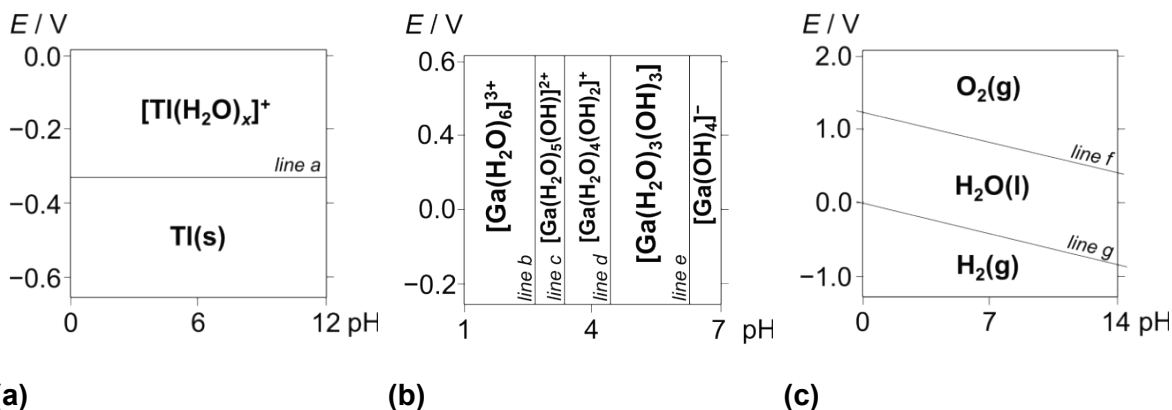 E / V
0.0
−0.2
−0.4
−0.6
[Tl(H₂O)ₓ]⁺
line a
Tl(s)
0
6
12 pH
(a)
E / V
0.6
0.4
0.0
−0.2
[Ga(H₂O)₆]³⁺
line b
[Ga(H₂O)₅(OH)]²⁺
line c
[Ga(H₂O)₄(OH)₂]⁺
line d
[Ga(H₂O)₃(OH)₃]
line e
[Ga(OH)₄]⁻
1
4
7 pH
(b)
E / V
2.0
1.0
0.0
−1.0
O₂(g)
line f
H₂O(l)
line g
H₂(g)
0
7
14 pH
(c)